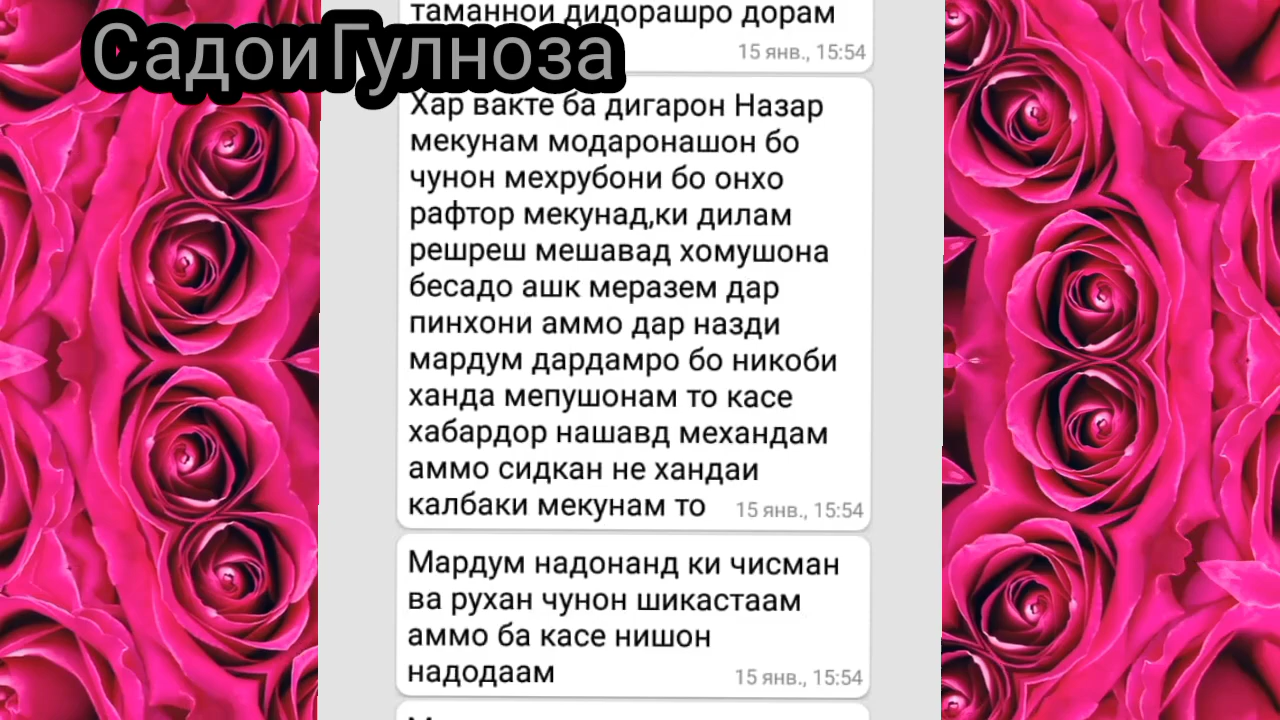 таманнои дидорашро дорам
15 янв., 15:54
СадоиГулноза
Хар вакте ба дигарон Назар
мекунам модаронашон бо
чунон мехрубони бо онхо
рафтор мекунад,ки дилам
решреш мешавад хомушона
бесадо ашк меразем дар
пинхони аммо дар назди
мардум дардамро бо никоби
ханда мепушонам то касе
хабардор нашавд механдам
аммо сидкан не хандаи
калбаки мекунам то 15 янв., 15:54
Мардум надонанд ки чисман
ва рухан чунон шикастаам
аммо ба касе нишон
надодаам 15 янв., 15:54